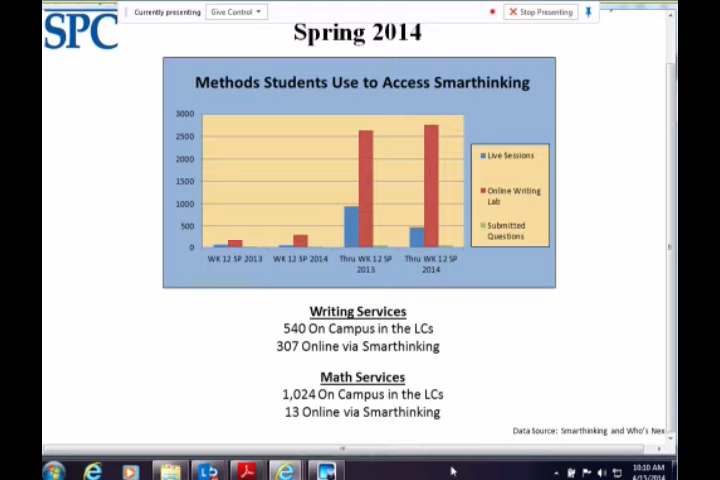 Currently presenting
Give Control
Stop Presenting
SPC
Spring 2014
Methods Students Use to Access Smarthinking
3000
2500
2000
1500
1000
500
0
WK 12 SP 2013
WK 12 SP 2014
Thru WK 12 SP
2013
Thru WK 12 SP
2014
Live Sessions
Online Writing
Lab
Submitted
Questions
Writing Services
540 On Campus in the LCs
307 Online via Smarthinking
Math Services
1,024 On Campus in the LCs
13 Online via Smarthinking
Data Source: Smarthinking and Who's Nex
10:10 AM
4/15/2014